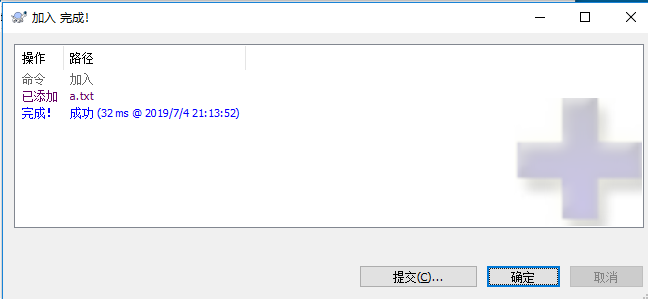 加入 完成!
操作 路径
命令 加入
已添加 a.txt
完成! 成功 (32 ms @ 2019/7/4 21:13:52)
提交(C)... 确定 取消